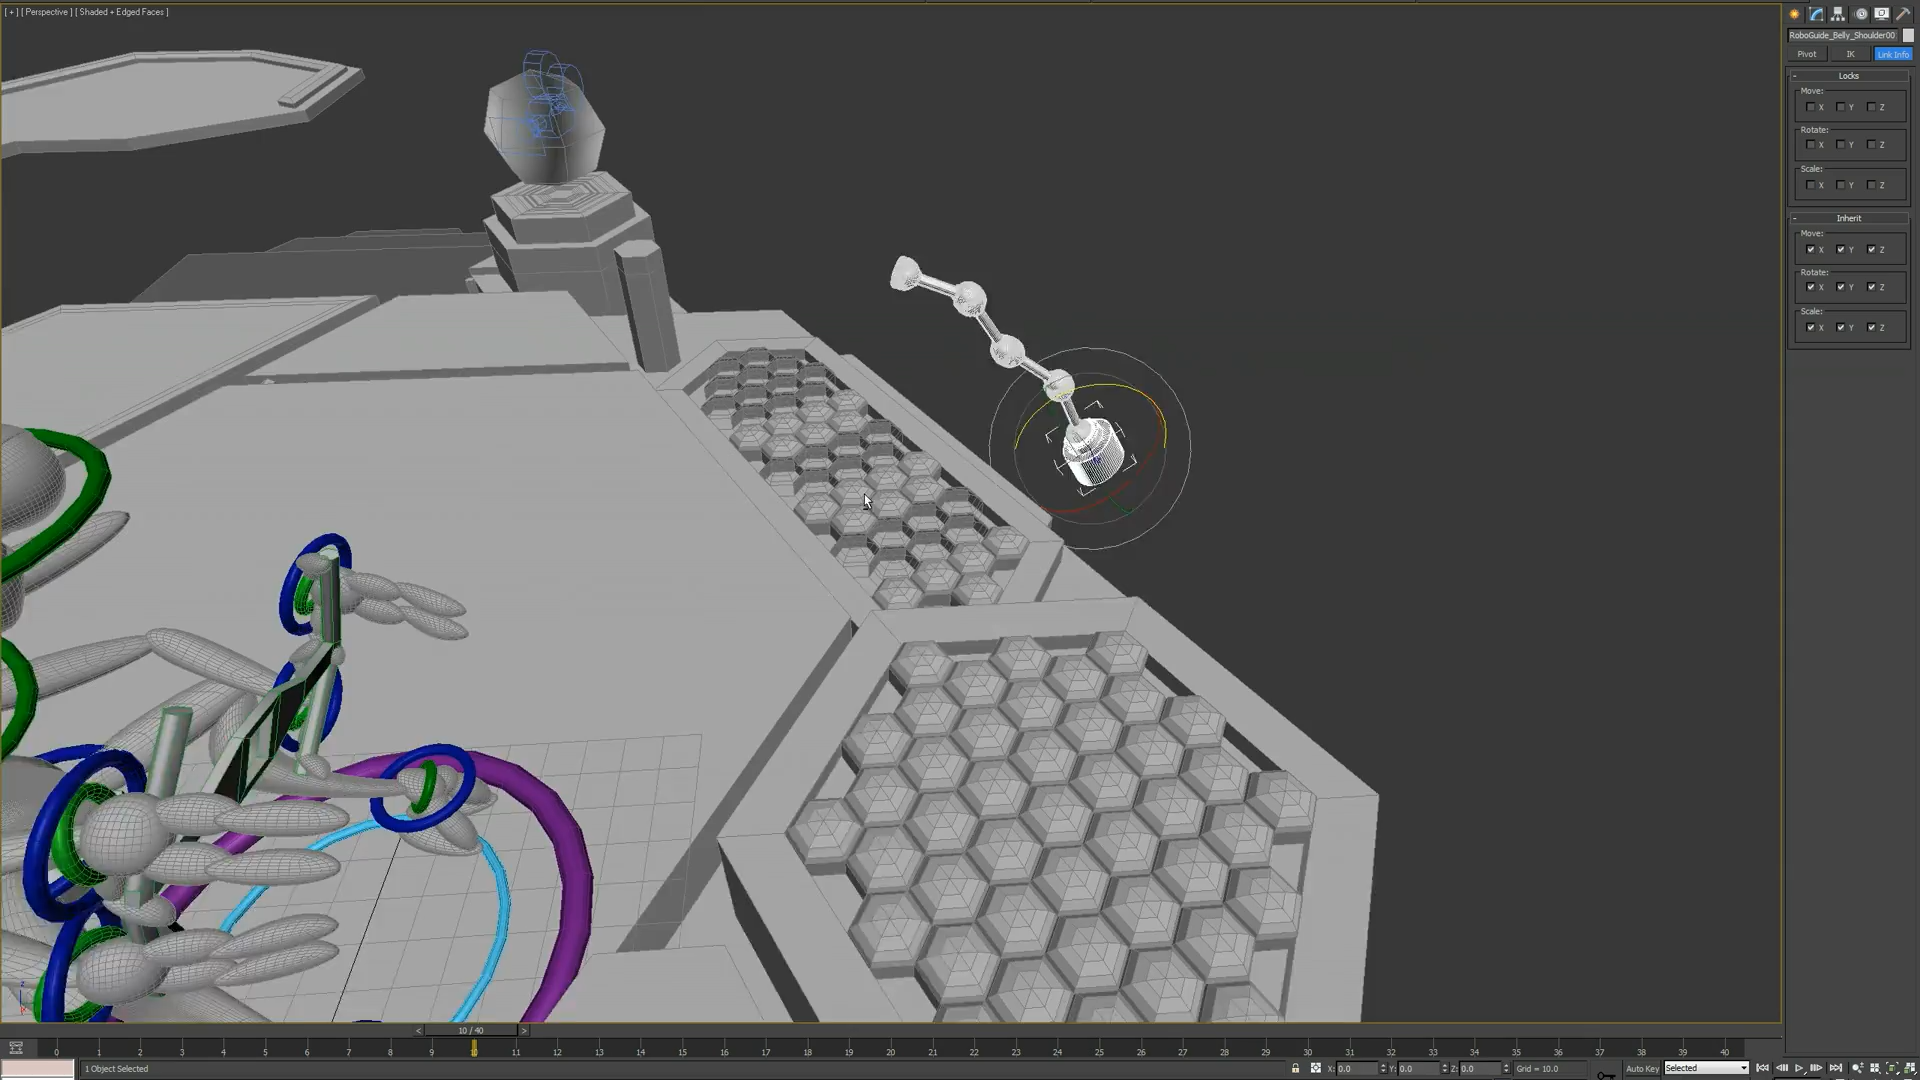 [ + ] [ Perspective ] [ Shaded + Edged Faces ]
RoboGuide_Belly_Shoulder00
Pivot IK Link Info
- Locks
Move:
X Y Z
Rotate:
X Y Z
Scale:
X Y Z
- Inherit
Move:
X Y Z
Rotate:
X Y Z
Scale:
X Y Z
< 10 / 40 >
0 1 2 3 4 5 6 7 8 9 10 11 12 13 14 15 16 17 18 19 20 21 22 23 24 25 26 27 28 29 30 31 32 33 34 35 36 37 38 39 40
1 Object Selected X: 0.0 Y: 0.0 Z: 0.0 Grid = 10.0 Auto Key Selected